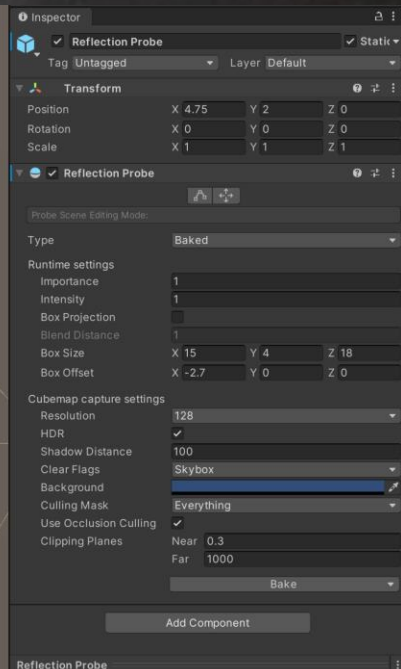 Inspector
Reflection Probe Static
Tag Untagged Layer Default
Transform
Position X 4.75 Y 2 Z 0
Rotation X 0 Y 0 Z 0
Scale X 1 Y 1 Z 1
Reflection Probe
Probe Scene Editing Mode:
Type Baked
Runtime settings
Importance 1
Intensity 1
Box Projection
Blend Distance 1
Box Size X 15 Y 4 Z 18
Box Offset X -2.7 Y 0 Z 0
Cubemap capture settings
Resolution 128
HDR
Shadow Distance 100
Clear Flags Skybox
Background
Culling Mask Everything
Use Occlusion Culling
Clipping Planes Near 0.3
Far 1000
Bake
Add Component
Reflection Probe